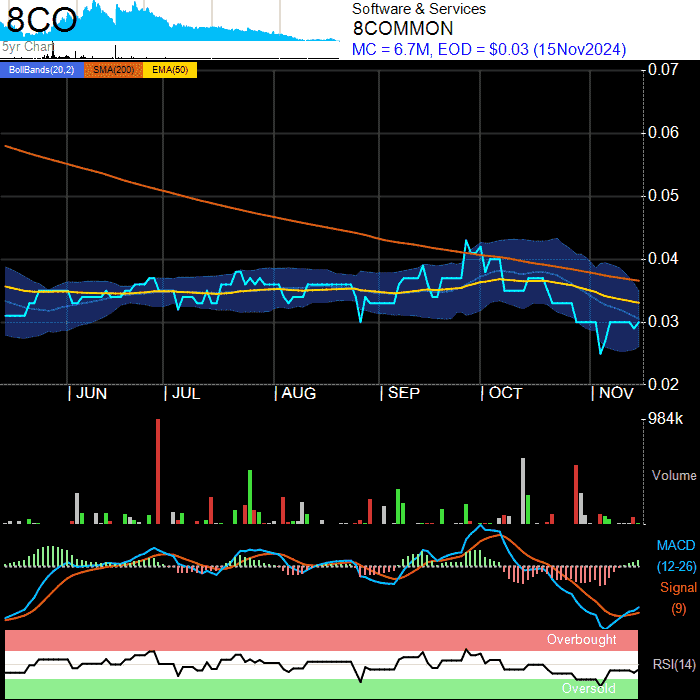 8CO
5yr Chart
Software & Services
8COMMON
MC = 6.7M, EOD = $0.03 (15Nov2024)
BollBands(20,2) SMA(200) EMA(50)
0.07
0.06
0.05
0.04
0.03
0.02
JUN JUL AUG SEP OCT NOV
984k
Volume
MACD
(12-26)
Signal
(9)
Overbought
RSI(14)
Oversold